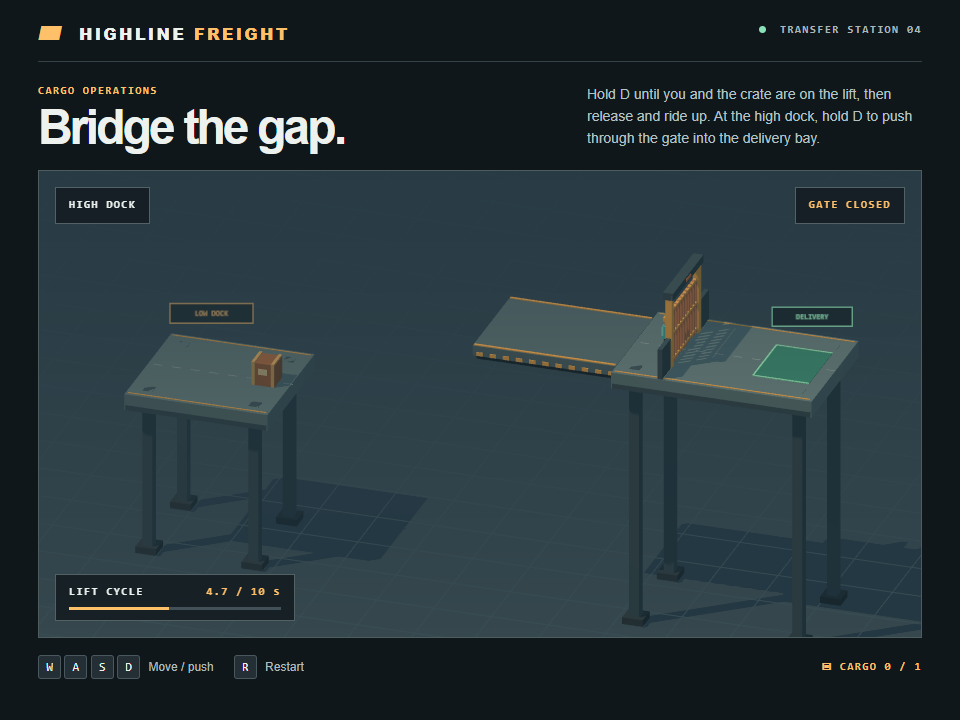 HIGHLINE FREIGHT
TRANSFER STATION 04
CARGO OPERATIONS
Bridge the gap.
Hold D until you and the crate are on the lift, then
release and ride up. At the high dock, hold D to push
through the gate into the delivery bay.
HIGH DOCK
GATE CLOSED
LOW DOCK
DELIVERY
LIFT CYCLE 4.7 / 10 s
W A S D Move / push R Restart
CARGO 0 / 1